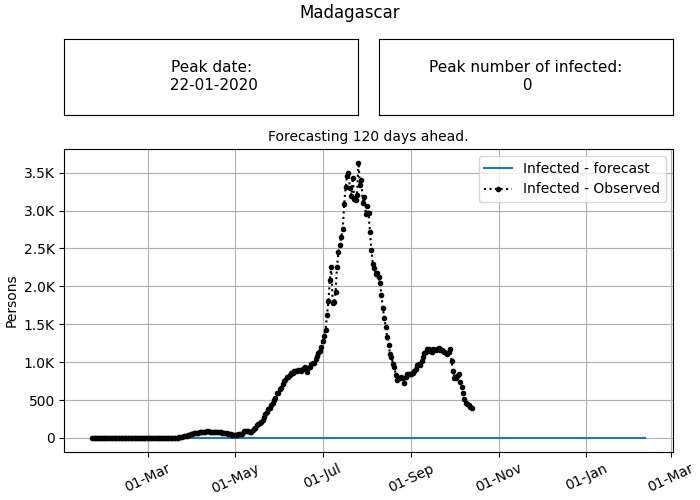 Madagascar
Peak date:
22-01-2020
Peak number of infected:
0
Forecasting 120 days ahead.
Infected - forecast
Infected - Observed
Persons
3.5K
3.0K
2.5K
2.0K
1.5K
1.0K
500
0
01-Mar
01-May
01-Jul
01-Sep
01-Nov
01-Jan
01-Mar